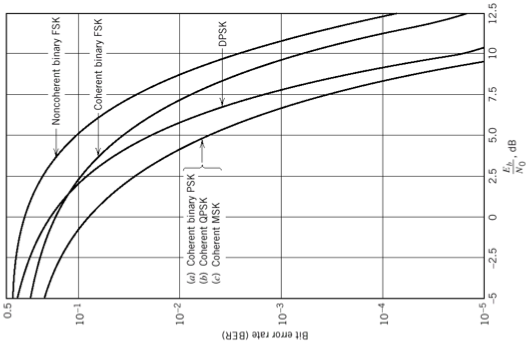 Noncoherent binary FSK
Coherent binary FSK
DPSK
(a) Coherent binary PSK
(b) Coherent QPSK
(c) Coherent MSK
Bit error rate (BER)
0.5
10⁻¹
10⁻²
10⁻³
10⁻⁴
10⁻⁵
−5
−2.5
0
2.5
5.0
7.5
10
12.5
E_b/N_0, dB